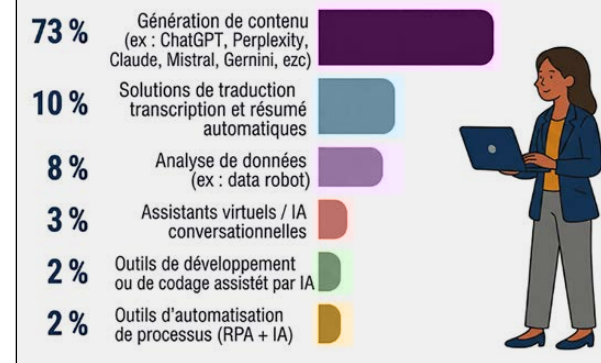 73 %
Génération de contenu
(ex : ChatGPT, Perplexity,
Claude, Mistral, Gernini, ezc)
10 %
Solutions de traduction
transcription et résumé
automatiques
8 %
Analyse de données
(ex : data robot)
3 %
Assistants virtuels / IA
conversationnelles
2 %
Outils de développement
ou de codage assistét par IA
2 %
Outils d'automatisation
de processus (RPA + IA)